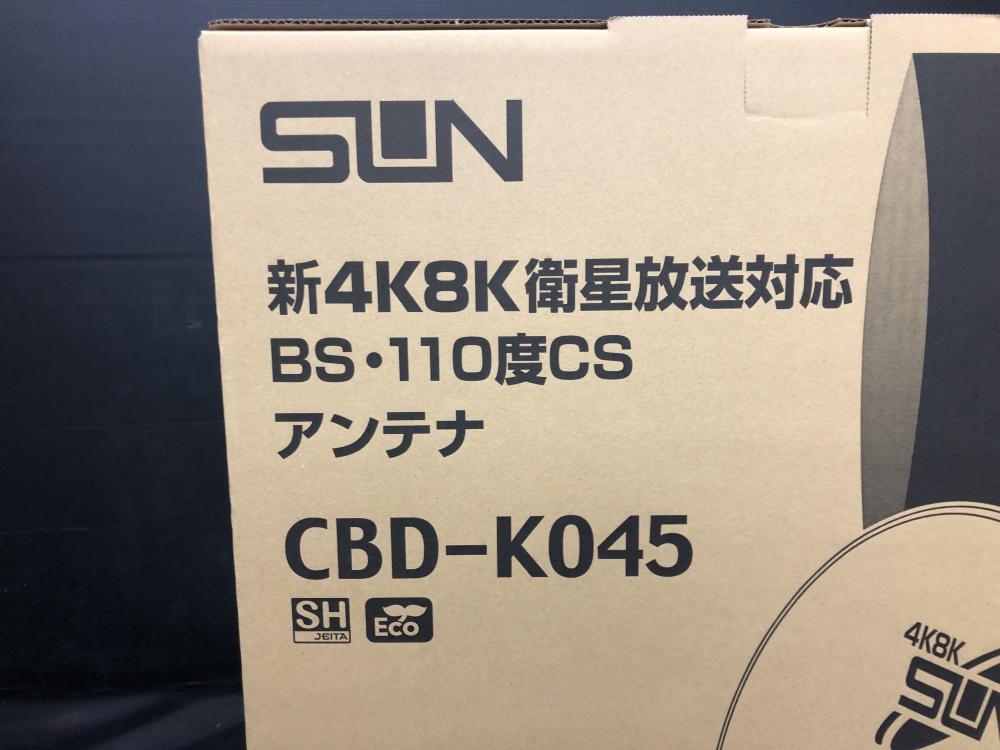 SUN
新4K8K衛星放送対応
BS・110度CS
アンテナ
CBD-K045
SH
JEITA
Eco
4K8K
SUN